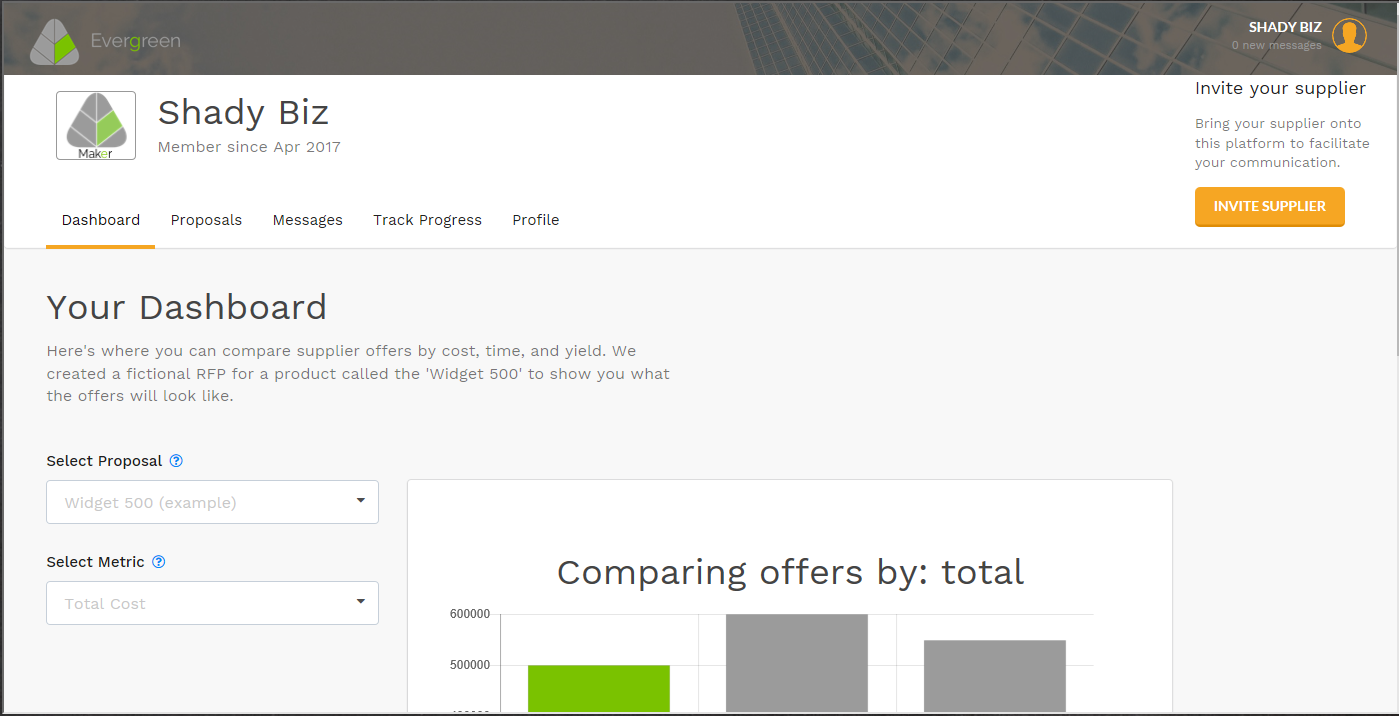 Evergreen
SHADY BIZ
0 new messages
Maker
Shady Biz
Member since Apr 2017
Invite your supplier
Bring your supplier onto
this platform to facilitate
your communication.
INVITE SUPPLIER
Dashboard Proposals Messages Track Progress Profile
Your Dashboard
Here's where you can compare supplier offers by cost, time, and yield. We
created a fictional RFP for a product called the 'Widget 500' to show you what
the offers will look like.
Select Proposal ?
Widget 500 (example)
Select Metric ?
Total Cost
Comparing offers by: total
600000
500000